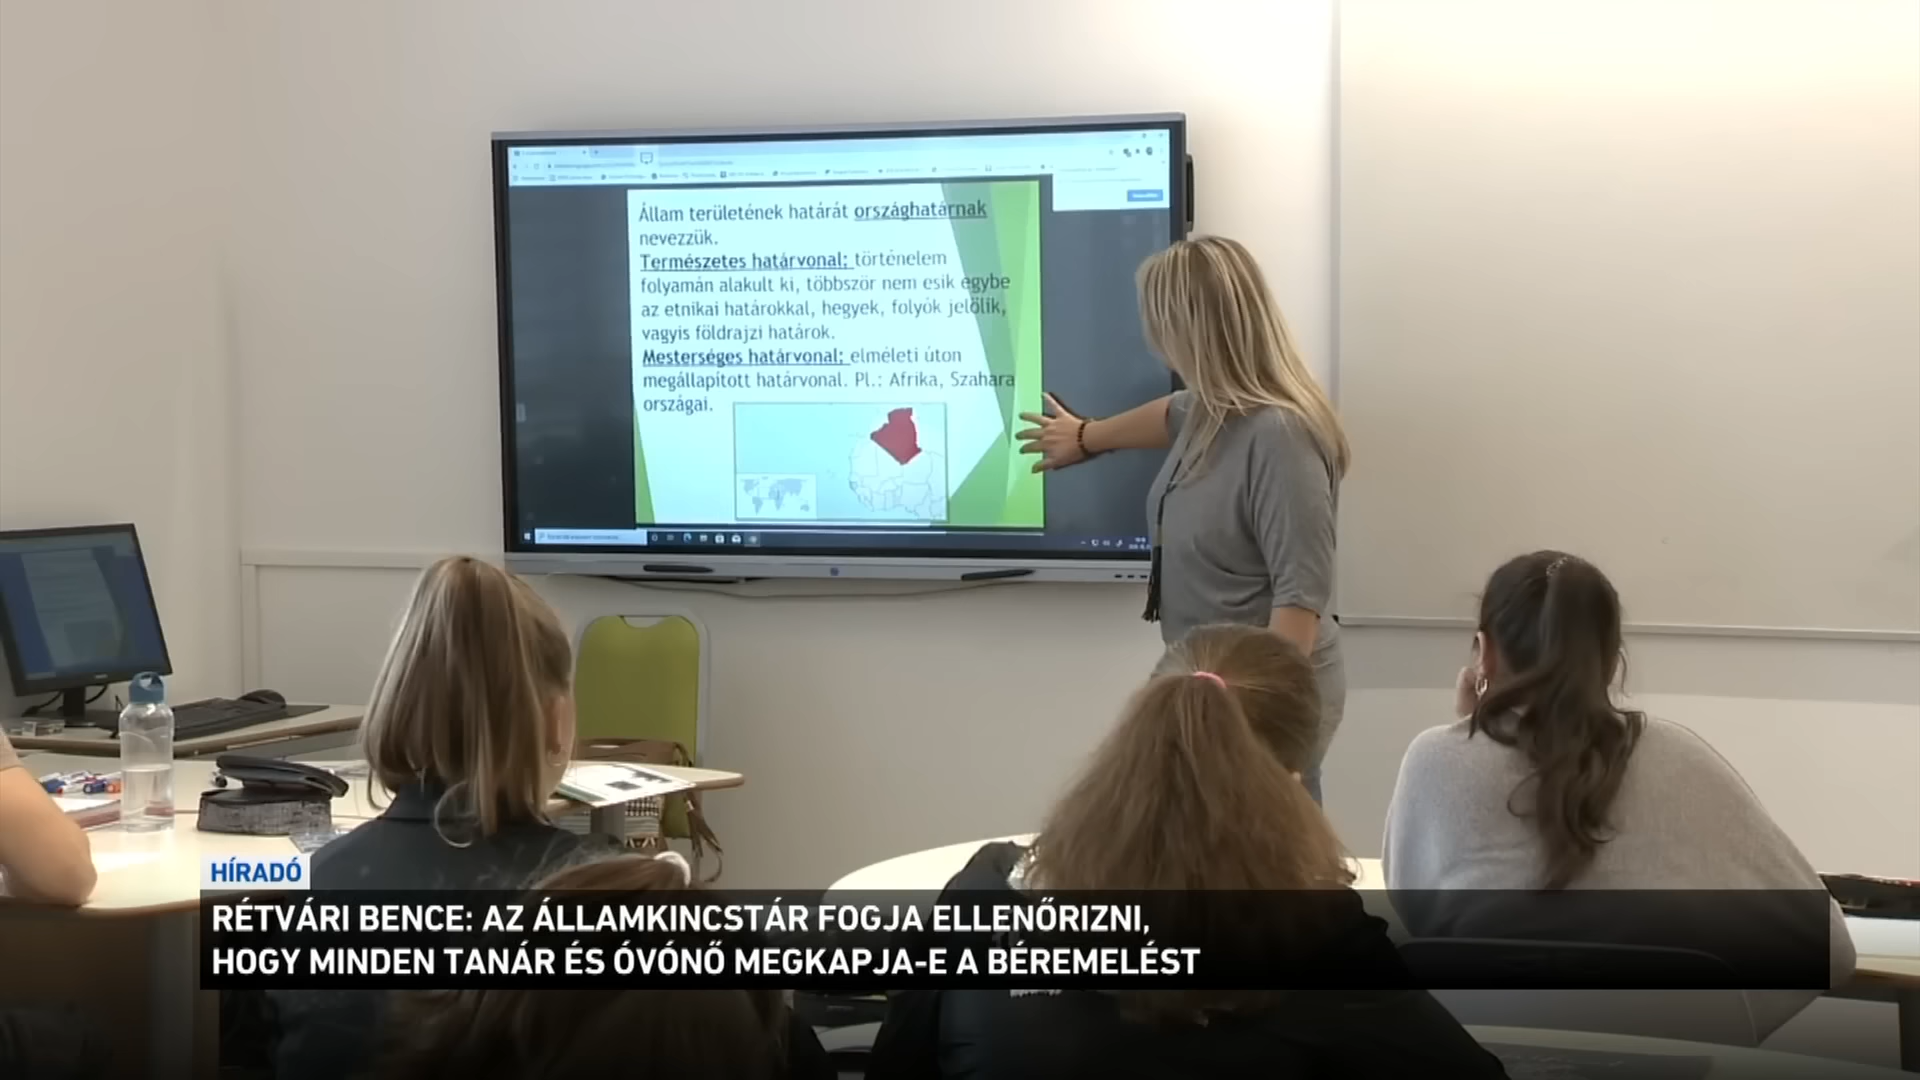 Állam területének határát országhatárnak
nevezzük.
Természetes határvonal: történelem
folyamán alakult ki, többször nem esik egybe
az etnikai határokkal, hegyek, folyók jelölik,
vagyis földrajzi határok.
Mesterséges határvonal: elméleti úton
megállapított határvonal. Pl.: Afrika, Szahara
országai.
HÍRADÓ
RÉTVÁRI BENCE: AZ ÁLLAMKINCSTÁR FOGJA ELLENŐRIZNI,
HOGY MINDEN TANÁR ÉS ÓVÓNŐ MEGKAPJA-E A BÉREMELÉST